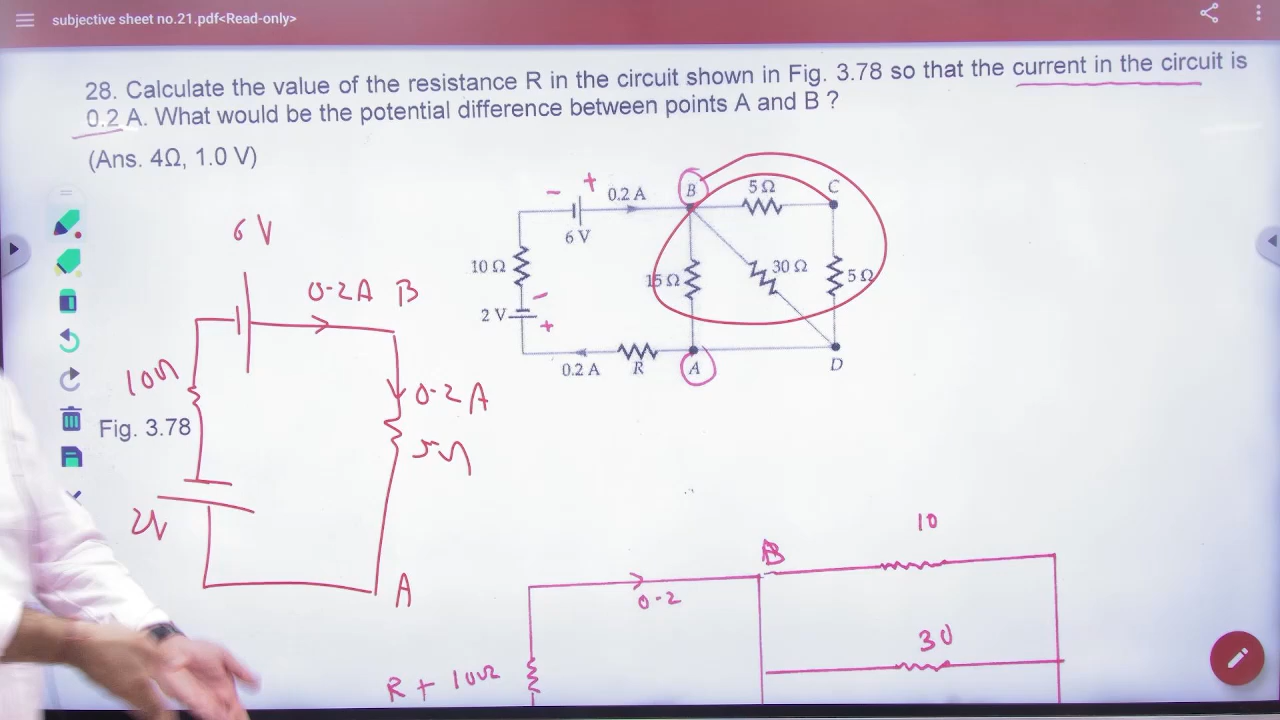 subjective sheet no.21.pdf<Read-only>
28. Calculate the value of the resistance R in the circuit shown in Fig. 3.78 so that the current in the circuit is
0.2 A. What would be the potential difference between points A and B ?
(Ans. 4Ω, 1.0 V)
− + 0.2 A B 5 Ω C
6 V
10 Ω
15 Ω 30 Ω 5 Ω
2 V − +
0.2 A R A D
Fig. 3.78
6 V
0.2A B
10Ω
0.2 A
5Ω
2V
A
B 10
0.2
30
R + 10Ω